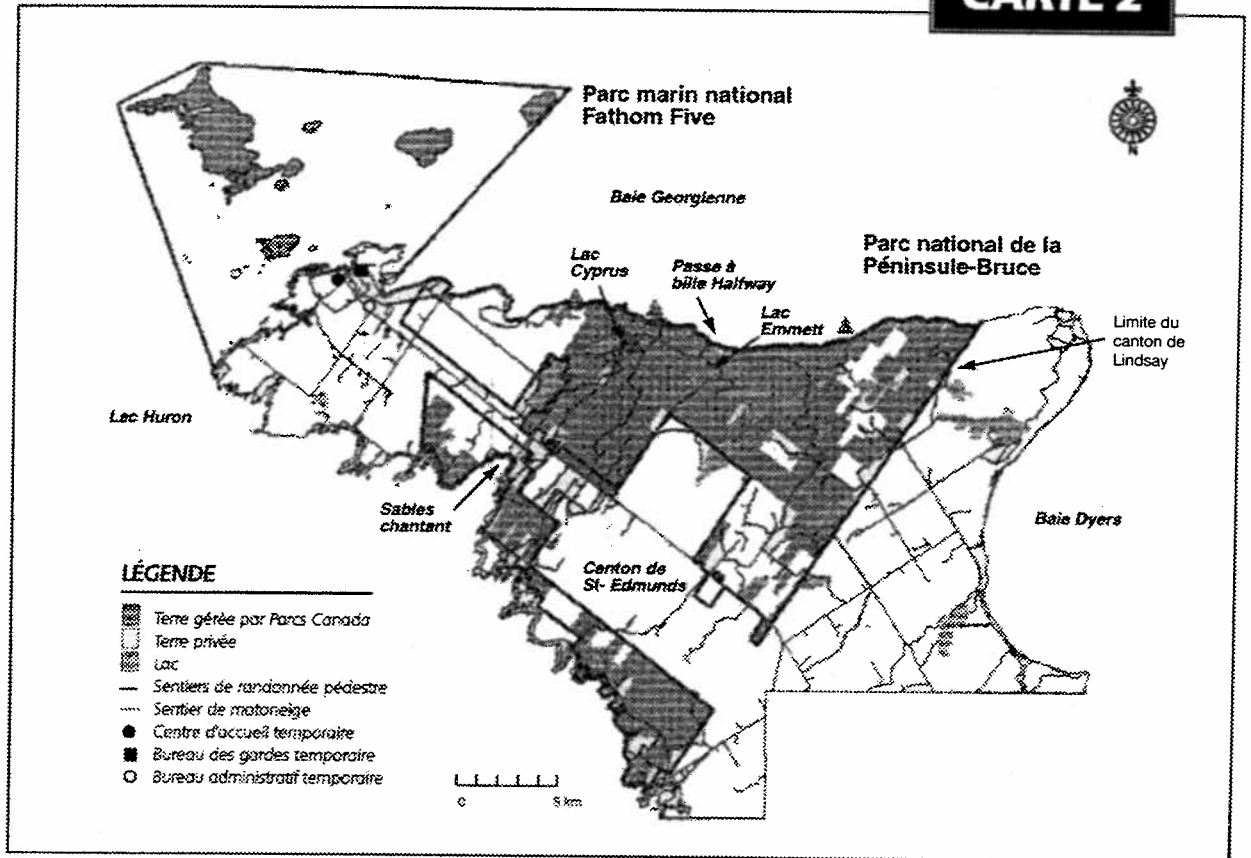 CARTE 2
Parc marin national
Fathom Five
N
Baie Georgienne
Parc national de la
Péninsule-Bruce
Lac
Cyprus
Passe à
bille Halfway
Lac
Emmett
Limite du
canton de
Lindsay
Lac Huron
Sables
chantant
Baie Dyers
Canton de
St- Edmunds
LÉGENDE
Terre gérée par Parcs Canada
Terre privée
Lac
Sentiers de randonnée pédestre
Sentier de motoneige
Centre d'accueil temporaire
Bureau des gardes temporaire
Bureau administratif temporaire
0 5 km